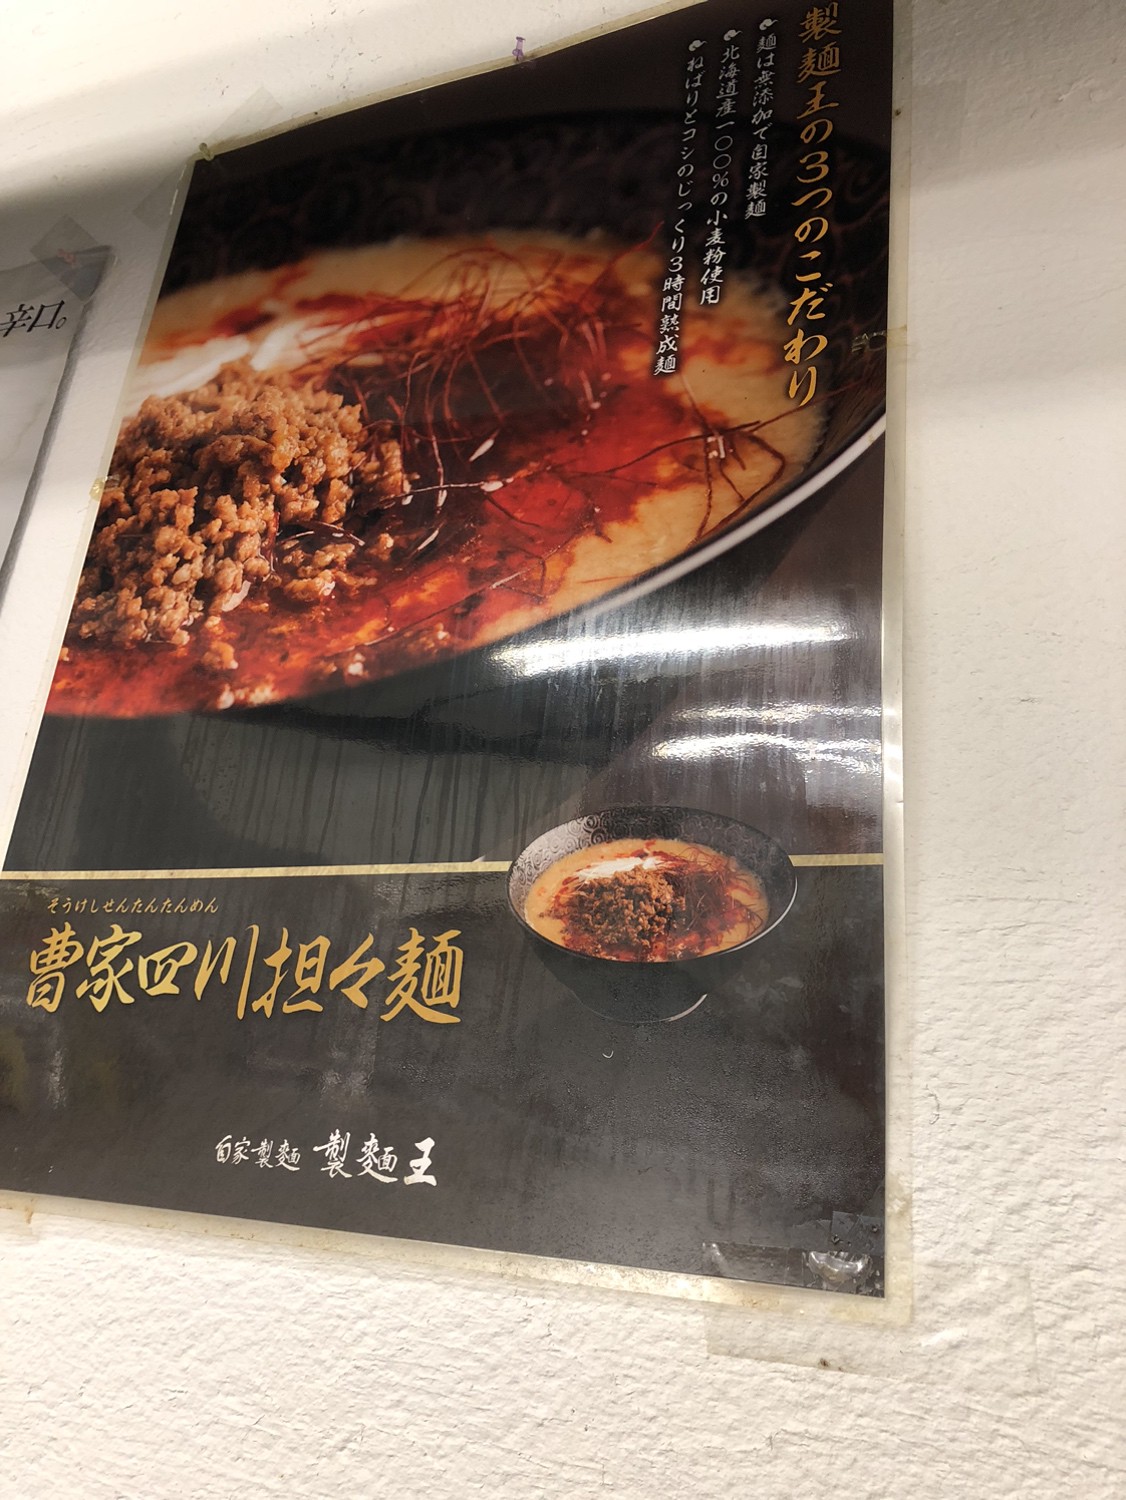 製麺王の3つのこだわり
麺は無添加で自家製麺
北海道産一〇〇%の小麦粉使用
ねばりとコシのじっくり3時間熟成麺
辛口。
そうけしせんたんたんめん
曹家四川担々麺
自家製麺 製麺王